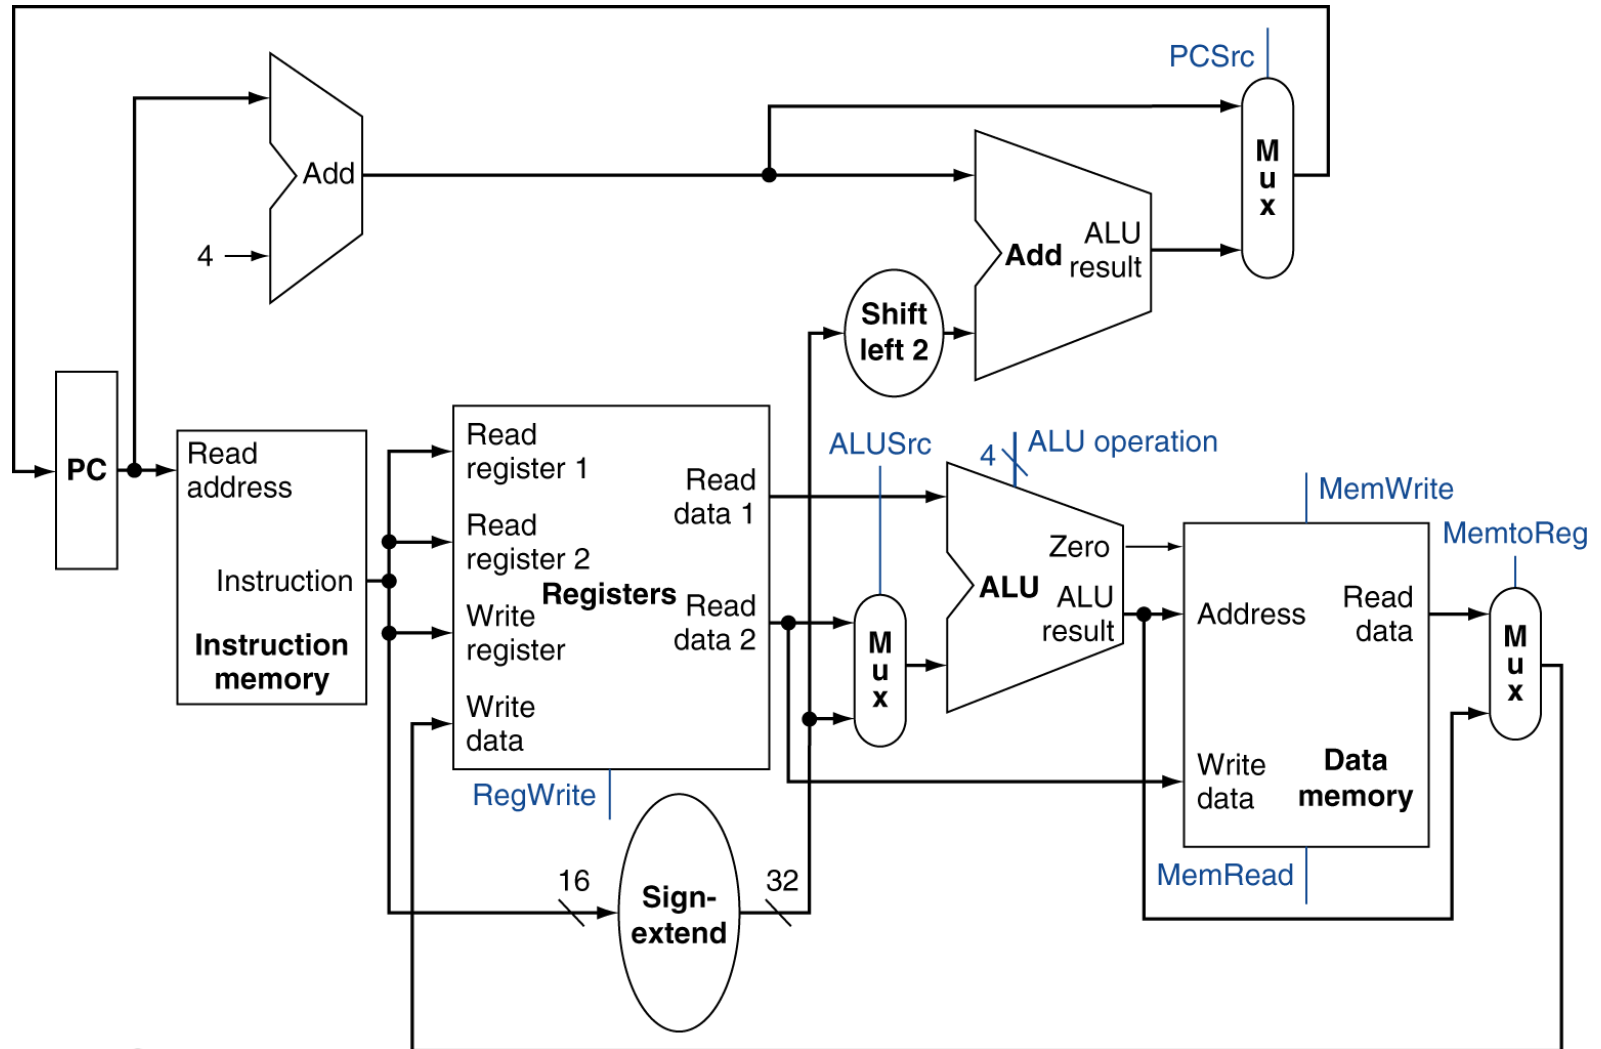 PCSrc
M
u
x
Add
4
Add
ALU
result
Shift
left 2
PC
Read
address
Instruction
Instruction
memory
Read
register 1
Read
register 2
Write
register
Write
data
Registers
Read
data 1
Read
data 2
RegWrite
16
Sign-
extend
32
ALUSrc
M
u
x
4
ALU operation
Zero
ALU
ALU
result
MemWrite
Address
Read
data
Write
data
Data
memory
MemRead
MemtoReg
M
u
x